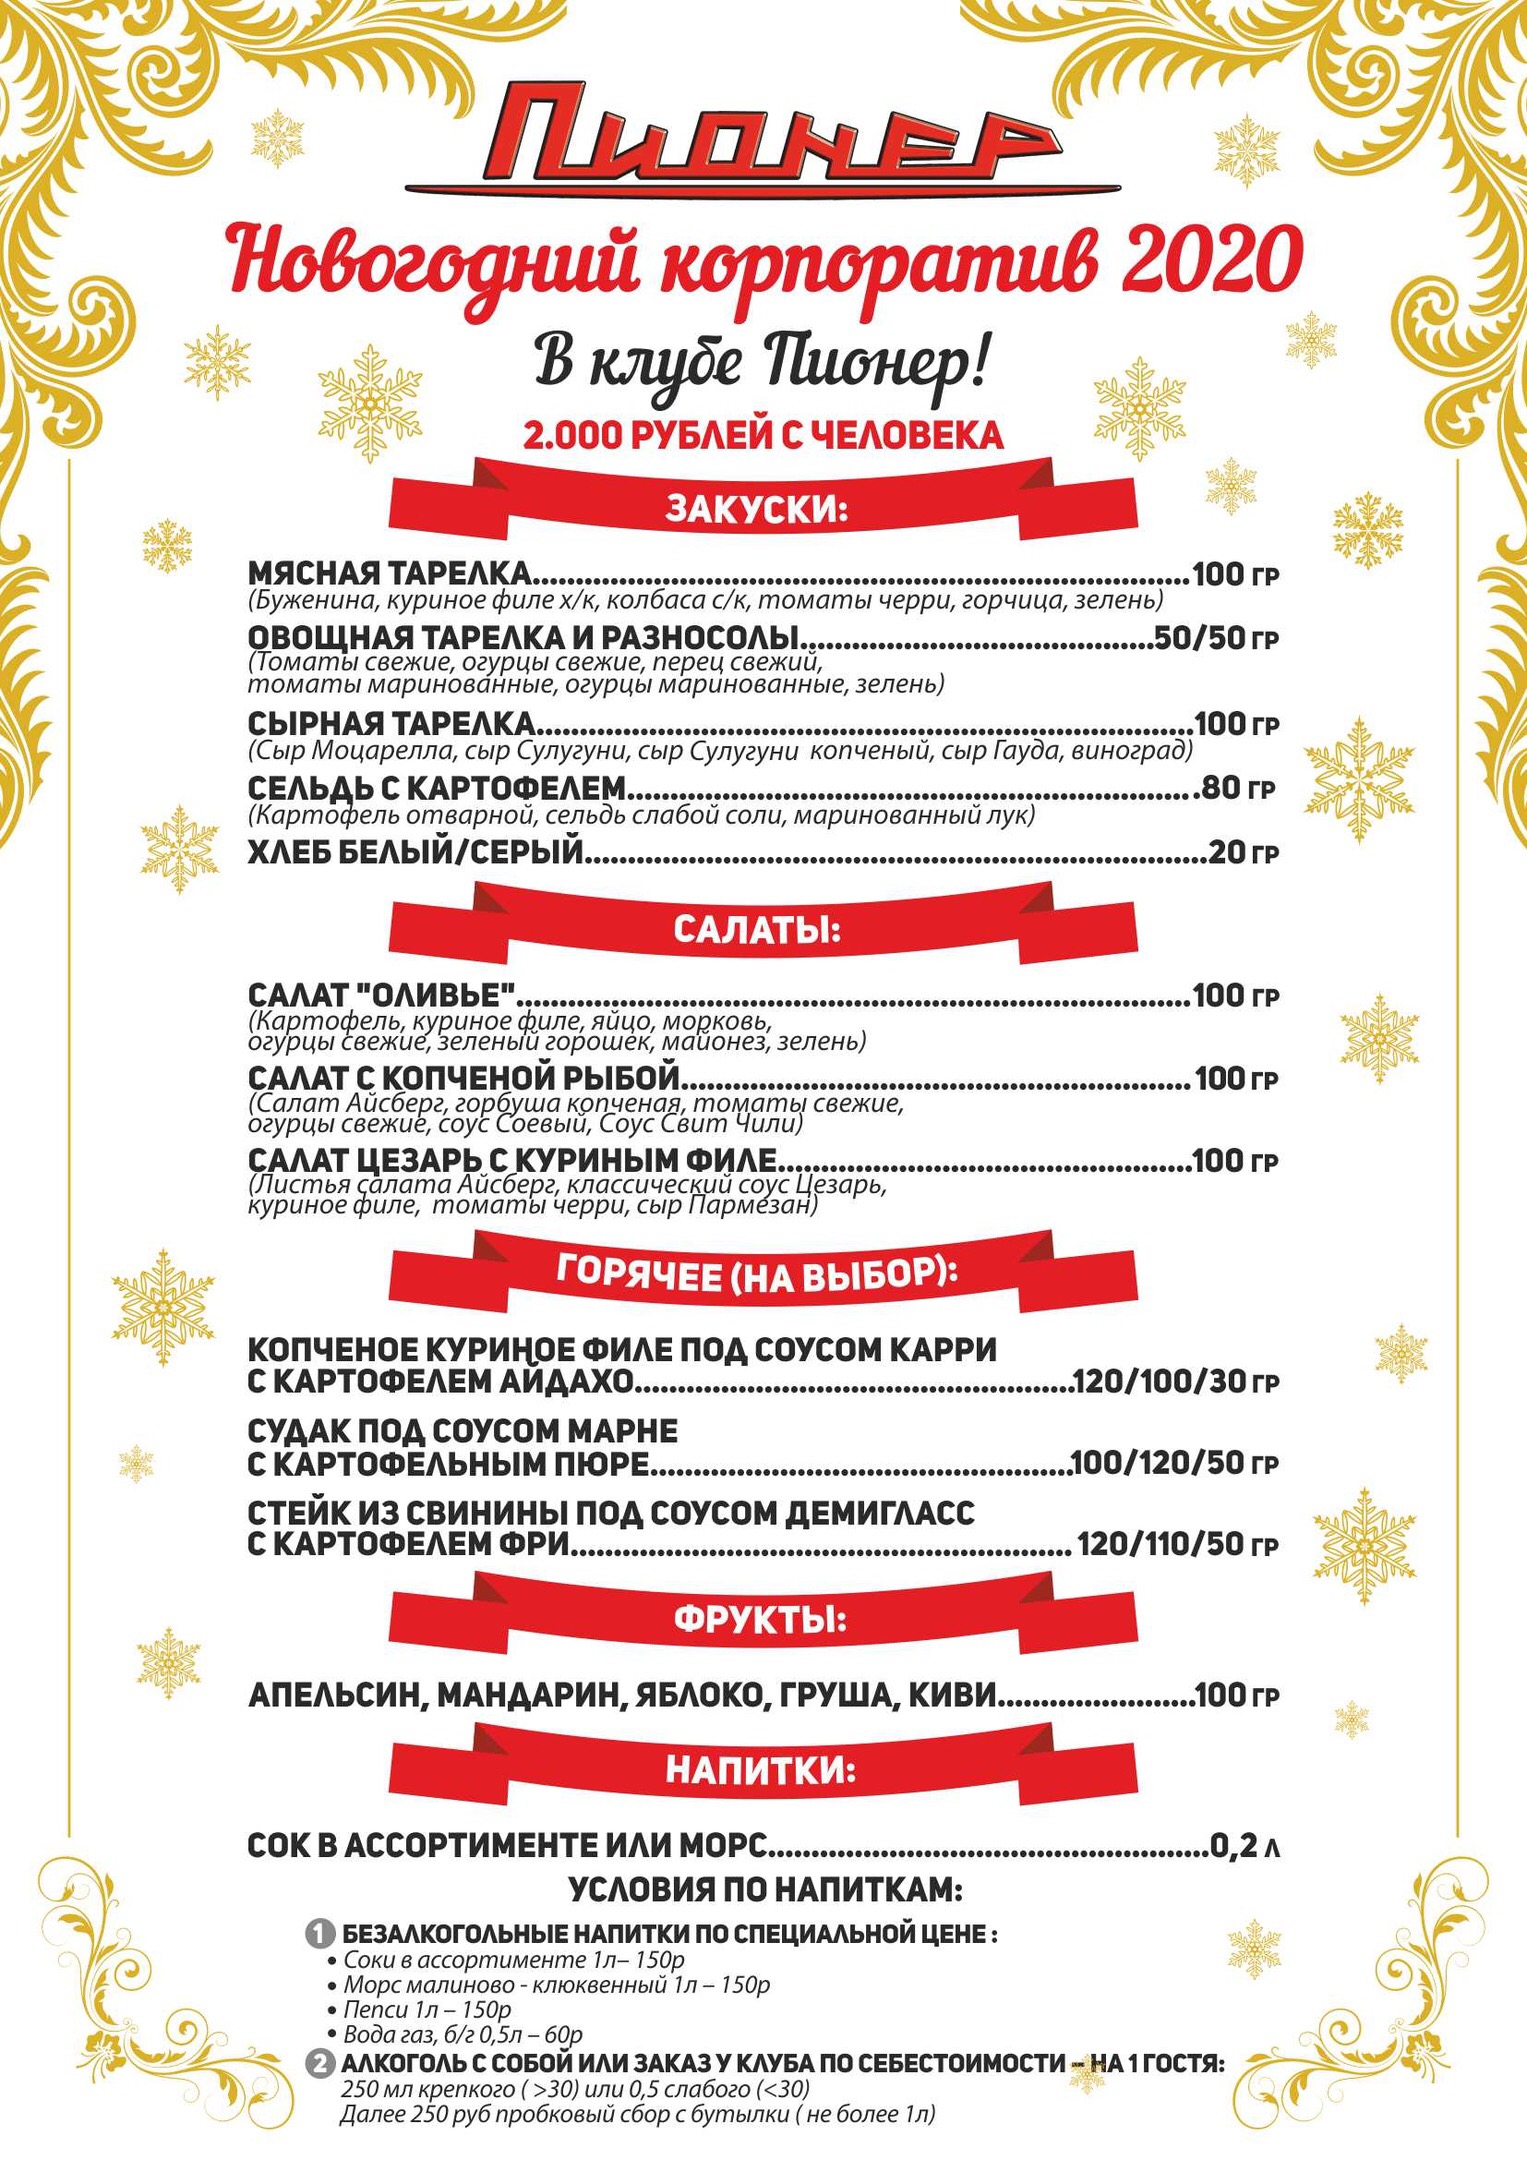 Пионер
Новогодний корпоратив 2020
В клубе Пионер!
2.000 РУБЛЕЙ С ЧЕЛОВЕКА
ЗАКУСКИ:
МЯСНАЯ ТАРЕЛКА...........................................................................100 ГР
(Буженина, куриное филе х/к, колбаса с/к, томаты черри, горчица, зелень)
ОВОЩНАЯ ТАРЕЛКА И РАЗНОСОЛЫ.........................................50/50 ГР
(Томаты свежие, огурцы свежие, перец свежий,
томаты маринованные, огурцы маринованные, зелень)
СЫРНАЯ ТАРЕЛКА...........................................................................100 ГР
(Сыр Моцарелла, сыр Сулугуни, сыр Сулугуни копченый, сыр Гауда, виноград)
СЕЛЬДЬ С КАРТОФЕЛЕМ..................................................................80 ГР
(Картофель отварной, сельдь слабой соли, маринованный лук)
ХЛЕБ БЕЛЫЙ/СЕРЫЙ........................................................................20 ГР
САЛАТЫ:
САЛАТ "ОЛИВЬЕ".............................................................................100 ГР
(Картофель, куриное филе, яйцо, морковь,
огурцы свежие, зеленый горошек, майонез, зелень)
САЛАТ С КОПЧЕНОЙ РЫБОЙ...........................................................100 ГР
(Салат Айсберг, горбуша копченая, томаты свежие,
огурцы свежие, соус Соевый, Соус Свит Чили)
САЛАТ ЦЕЗАРЬ С КУРИНЫМ ФИЛЕ................................................100 ГР
(Листья салата Айсберг, классический соус Цезарь,
куриное филе, томаты черри, сыр Пармезан)
ГОРЯЧЕЕ (НА ВЫБОР):
КОПЧЕНОЕ КУРИНОЕ ФИЛЕ ПОД СОУСОМ КАРРИ
С КАРТОФЕЛЕМ АЙДАХО..................................................120/100/30 ГР
СУДАК ПОД СОУСОМ МАРНЕ
С КАРТОФЕЛЬНЫМ ПЮРЕ................................................100/120/50 ГР
СТЕЙК ИЗ СВИНИНЫ ПОД СОУСОМ ДЕМИГЛАСС
С КАРТОФЕЛЕМ ФРИ.........................................................120/110/50 ГР
ФРУКТЫ:
АПЕЛЬСИН, МАНДАРИН, ЯБЛОКО, ГРУША, КИВИ.......................100 ГР
НАПИТКИ:
СОК В АССОРТИМЕНТЕ ИЛИ МОРС...................................................0,2 Л
УСЛОВИЯ ПО НАПИТКАМ:
1 БЕЗАЛКОГОЛЬНЫЕ НАПИТКИ ПО СПЕЦИАЛЬНОЙ ЦЕНЕ :
• Соки в ассортименте 1л– 150р
• Морс малиново - клюквенный 1л – 150р
• Пепси 1л – 150р
• Вода газ, б/г 0,5л – 60р
2 АЛКОГОЛЬ С СОБОЙ ИЛИ ЗАКАЗ У КЛУБА ПО СЕБЕСТОИМОСТИ – НА 1 ГОСТЯ:
250 мл крепкого ( >30) или 0,5 слабого (<30)
Далее 250 руб пробковый сбор с бутылки ( не более 1л)